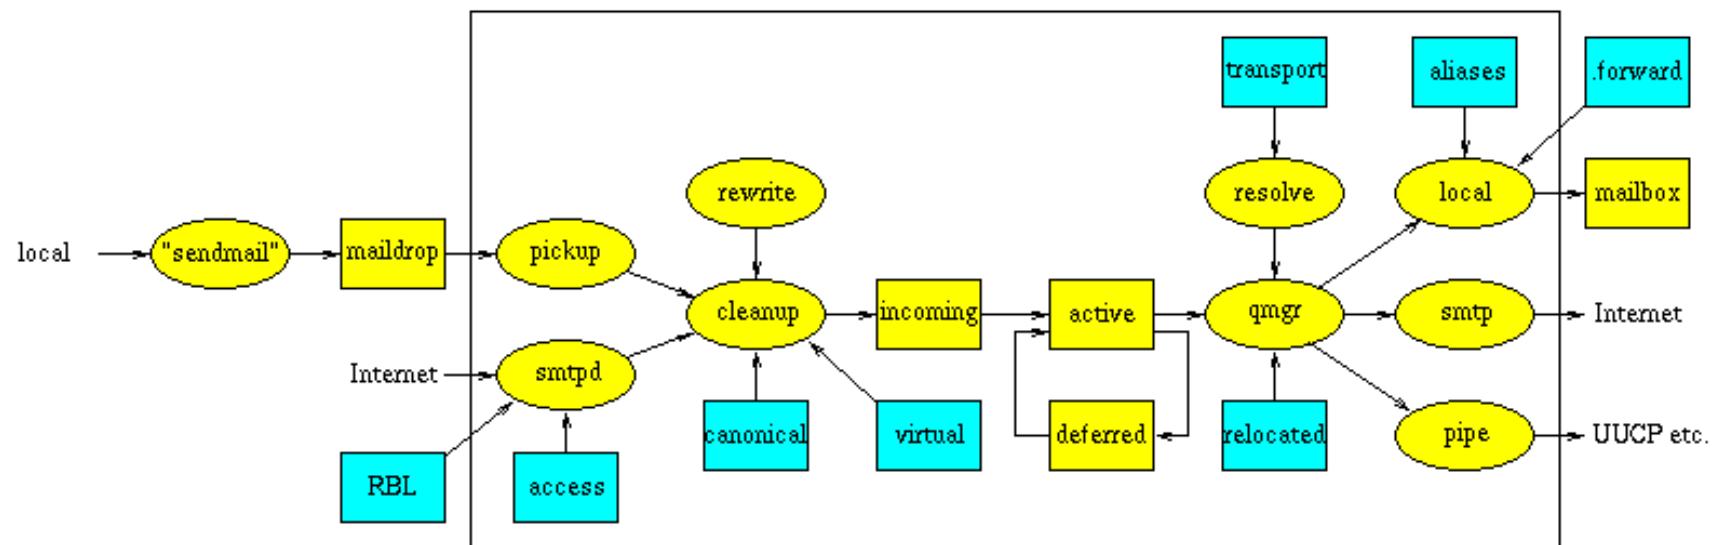 transport
aliases
.forward
rewrite
resolve
local
mailbox
local
"sendmail"
maildrop
pickup
cleanup
incoming
active
qmgr
smtp
Internet
Internet
smtpd
canonical
virtual
deferred
relocated
pipe
UUCP etc.
RBL
access